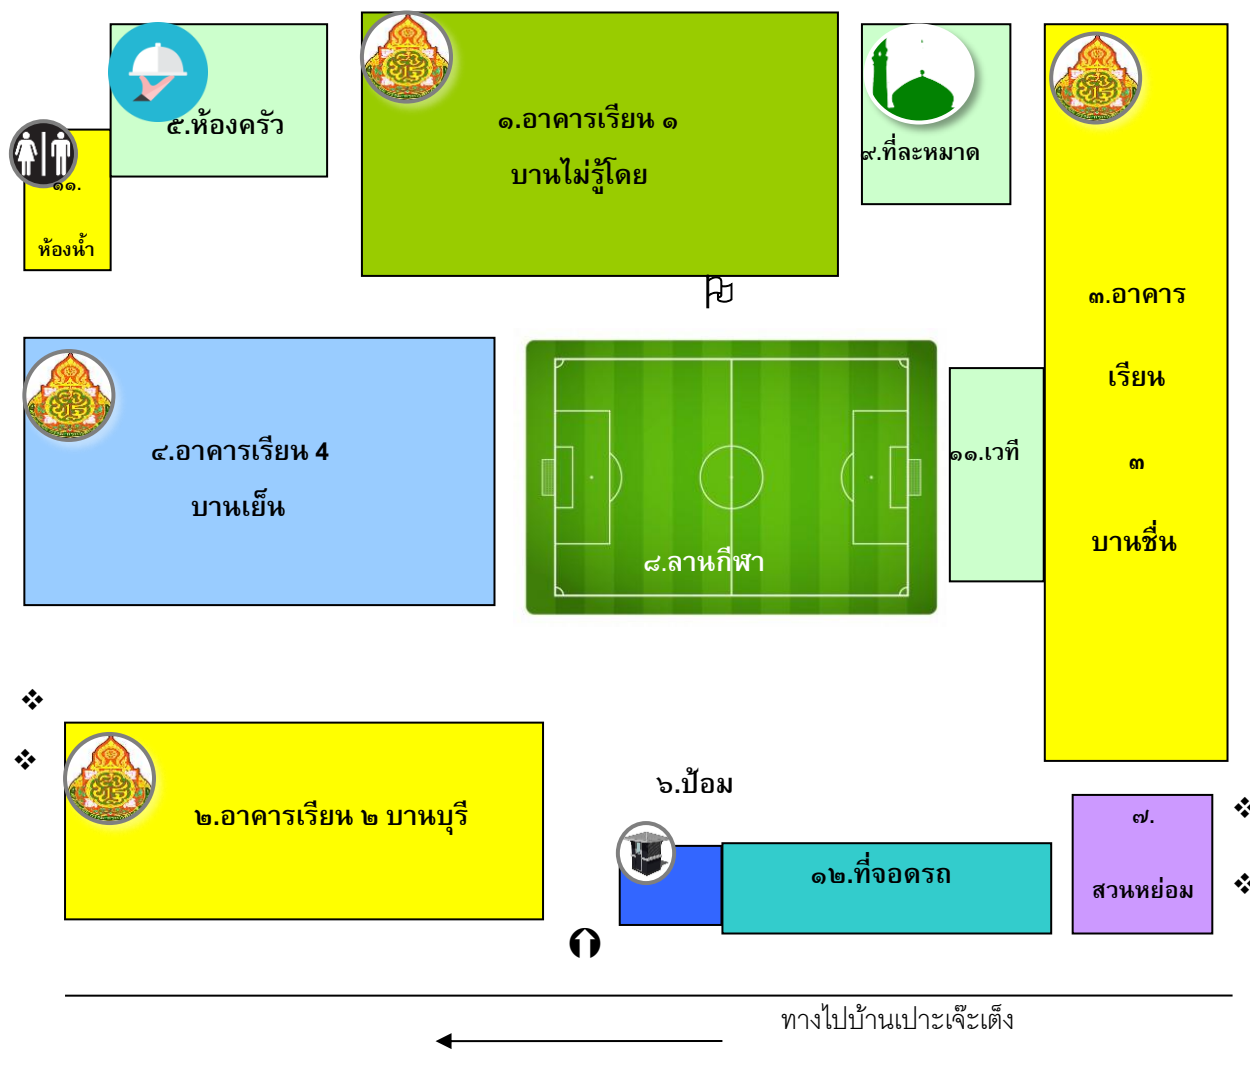 ๕.ห้องครัว
๑.อาคารเรียน ๑
บานไม่รู้โดย
๙.ที่ละหมาด
๑๑.
ห้องน้ำ
๓.อาคาร
เรียน
๓
บานชื่น
๔.อาคารเรียน 4
บานเย็น
๘.ลานกีฬา
๑๑.เวที
๒.อาคารเรียน ๒ บานบุรี
๖.ป้อม
๑๒.ที่จอดรถ
๗.
สวนหย่อม
ทางไปบ้านเปาะเจ๊ะเต็ง